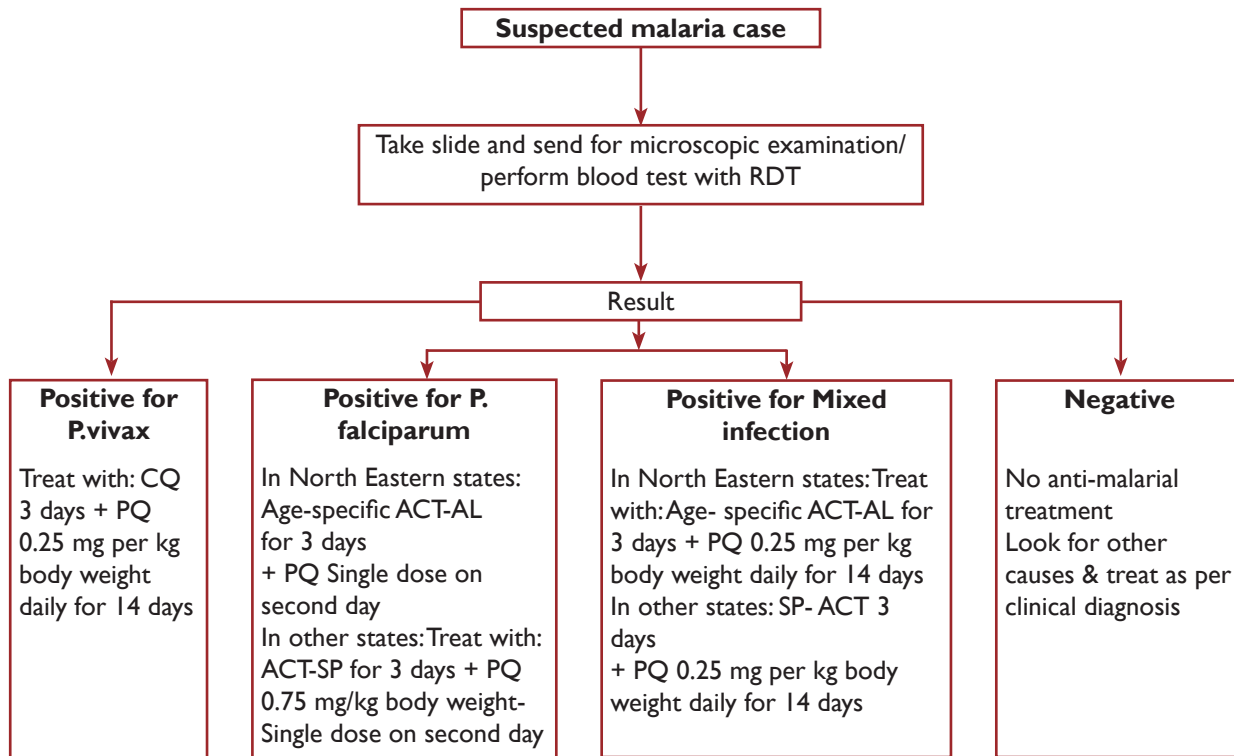 Suspected malaria case
Take slide and send for microscopic examination/
perform blood test with RDT
Result
Positive for
P.vivax
Treat with: CQ
3 days + PQ
0.25 mg per kg
body weight
daily for 14 days
Positive for P.
falciparum
In North Eastern states:
Age-specific ACT-AL
for 3 days
+ PQ Single dose on
second day
In other states: Treat with:
ACT-SP for 3 days + PQ
0.75 mg/kg body weight-
Single dose on second day
Positive for Mixed
infection
In North Eastern states: Treat
with: Age- specific ACT-AL for
3 days + PQ 0.25 mg per kg
body weight daily for 14 days
In other states: SP- ACT 3
days
+ PQ 0.25 mg per kg body
weight daily for 14 days
Negative
No anti-malarial
treatment
Look for other
causes & treat as per
clinical diagnosis